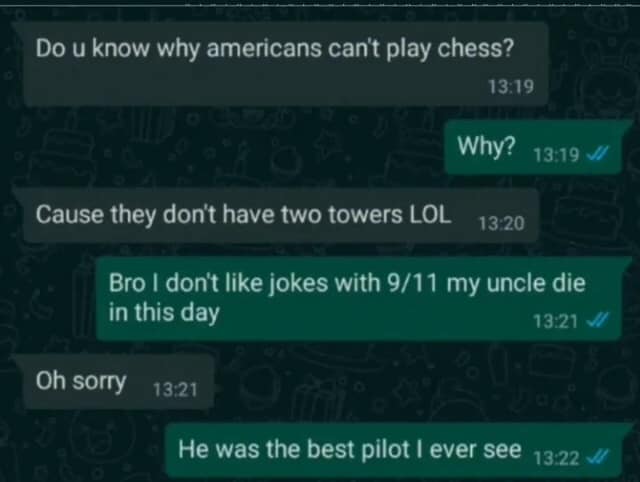 Do u know why americans can't play chess?
13:19
Why? 13:19
Cause they don't have two towers LOL 13:20
Bro I don't like jokes with 9/11 my uncle die
in this day 13:21
Oh sorry 13:21
He was the best pilot I ever see 13:22